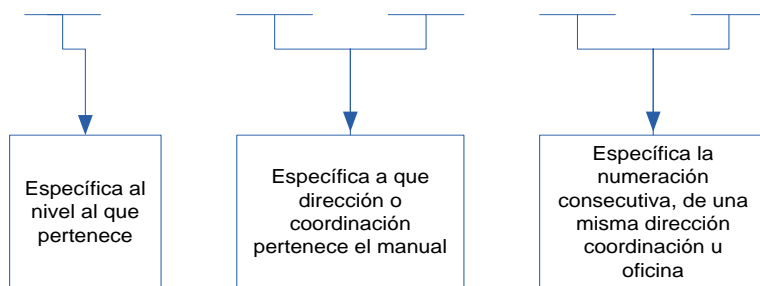 Específica al
nivel al que
pertenece
Específica a que
dirección o
coordinación
pertenece el manual
Específica la
numeración
consecutiva, de una
misma dirección
coordinación u
oficina